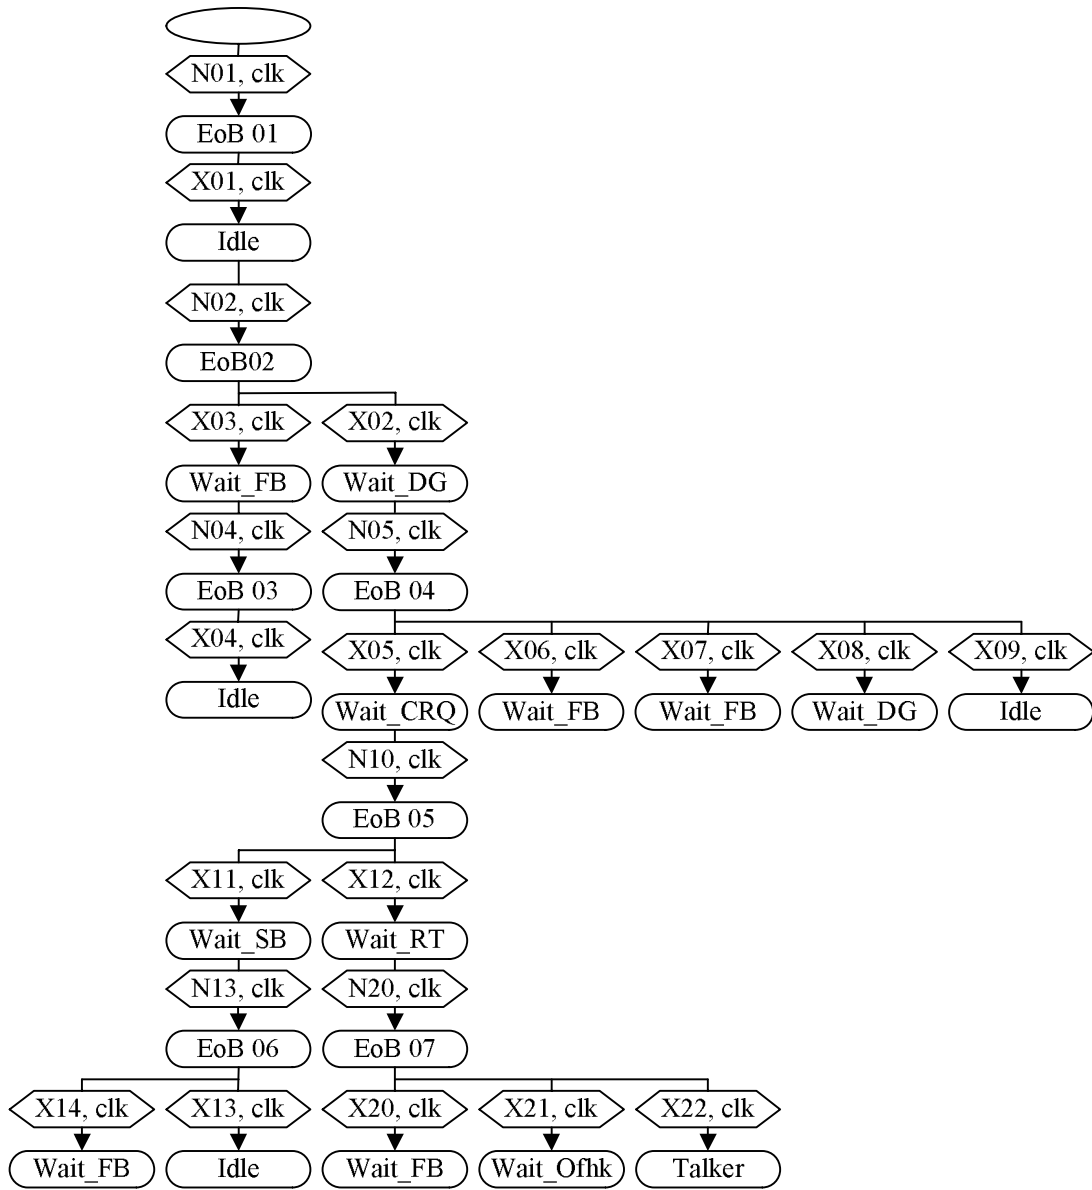 N01, clk
EoB 01
X01, clk
Idle
N02, clk
EoB02
X03, clk
X02, clk
Wait_FB
Wait_DG
N04, clk
N05, clk
EoB 03
EoB 04
X04, clk
X05, clk
X06, clk
X07, clk
X08, clk
X09, clk
Idle
Wait_CRQ
Wait_FB
Wait_FB
Wait_DG
Idle
N10, clk
EoB 05
X11, clk
X12, clk
Wait_SB
Wait_RT
N13, clk
N20, clk
EoB 06
EoB 07
X14, clk
X13, clk
X20, clk
X21, clk
X22, clk
Wait_FB
Idle
Wait_FB
Wait_Ofhk
Talker